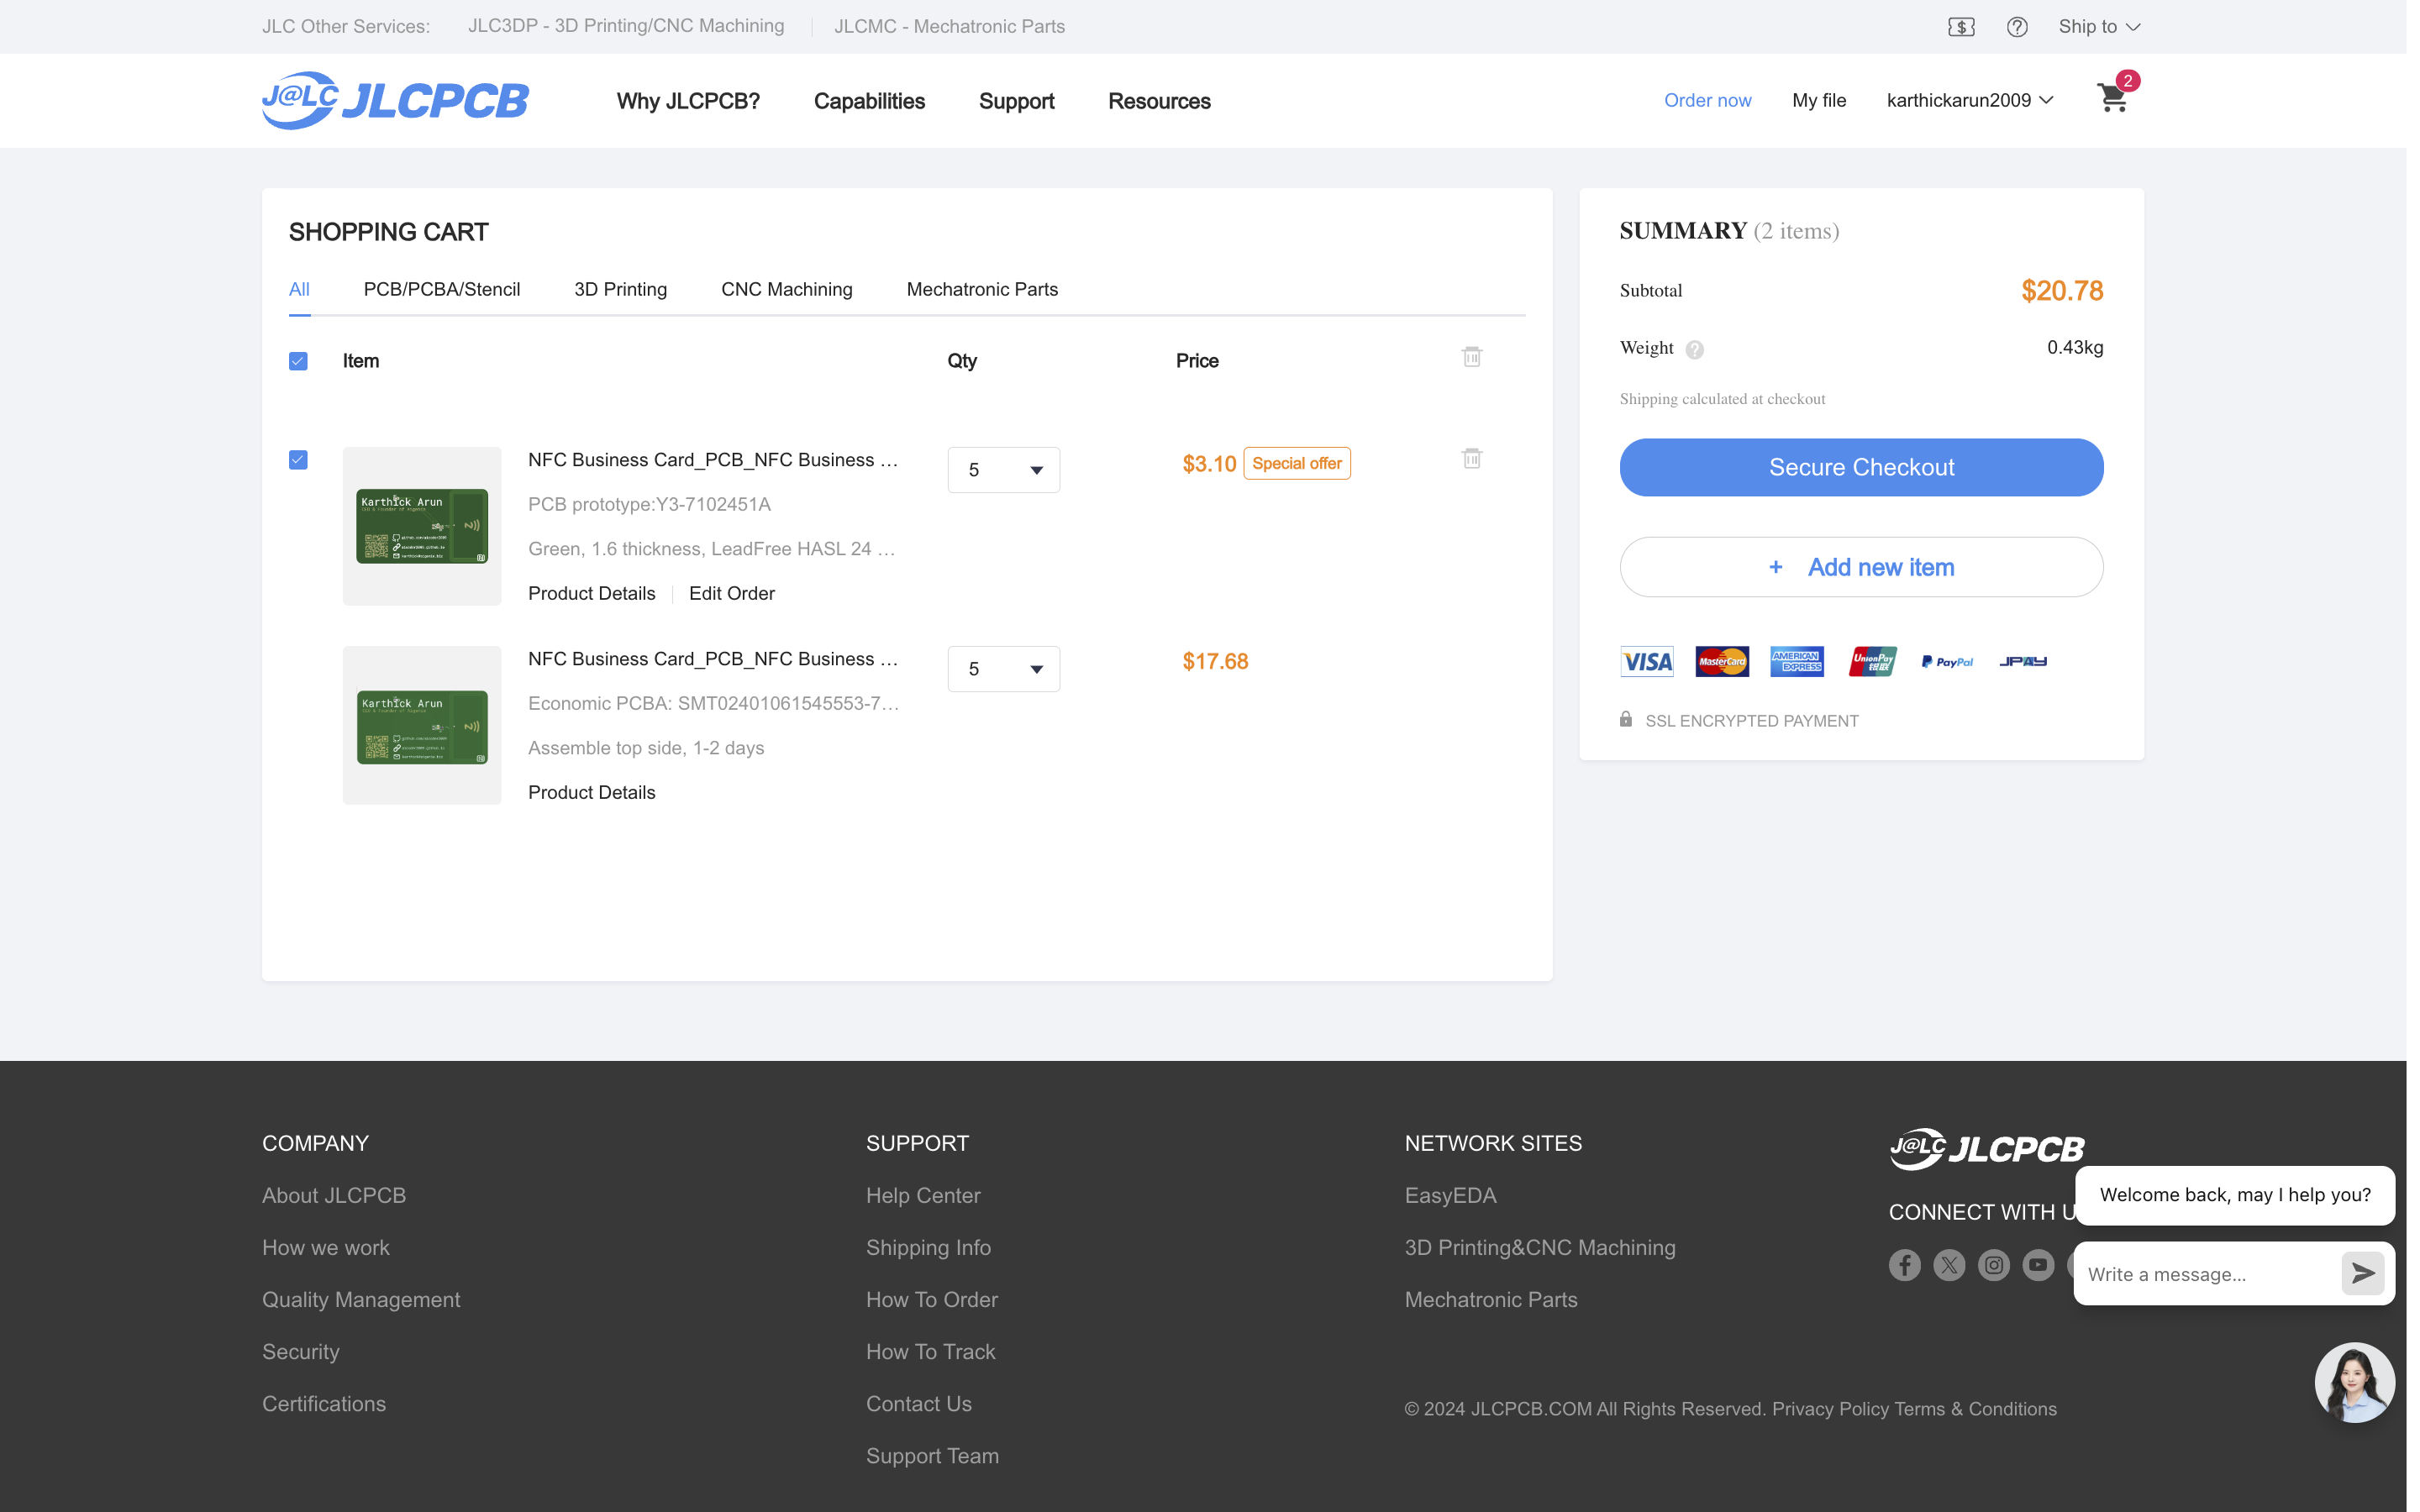 JLC Other Services: JLC3DP - 3D Printing/CNC Machining JLCMC - Mechatronic Parts Ship to
J@LC JLCPCB Why JLCPCB? Capabilities Support Resources Order now My file karthickarun2009 2
SHOPPING CART
All PCB/PCBA/Stencil 3D Printing CNC Machining Mechatronic Parts
Item Qty Price
NFC Business Card_PCB_NFC Business ... 5 $3.10 Special offer
PCB prototype:Y3-7102451A
Green, 1.6 thickness, LeadFree HASL 24 ...
Product Details Edit Order
Karthick Arun
NFC Business Card_PCB_NFC Business ... 5 $17.68
Economic PCBA: SMT02401061545553-7...
Assemble top side, 1-2 days
Product Details
Karthick Arun
SUMMARY (2 items)
Subtotal $20.78
Weight ? 0.43kg
Shipping calculated at checkout
Secure Checkout
+ Add new item
VISA MasterCard AMERICAN EXPRESS UnionPay 银联 PayPal JPAY
SSL ENCRYPTED PAYMENT
COMPANY
About JLCPCB
How we work
Quality Management
Security
Certifications
SUPPORT
Help Center
Shipping Info
How To Order
How To Track
Contact Us
Support Team
NETWORK SITES
EasyEDA
3D Printing&CNC Machining
Mechatronic Parts
J@LC JLCPCB
CONNECT WITH U
Welcome back, may I help you?
Write a message...
© 2024 JLCPCB.COM All Rights Reserved. Privacy Policy Terms & Conditions